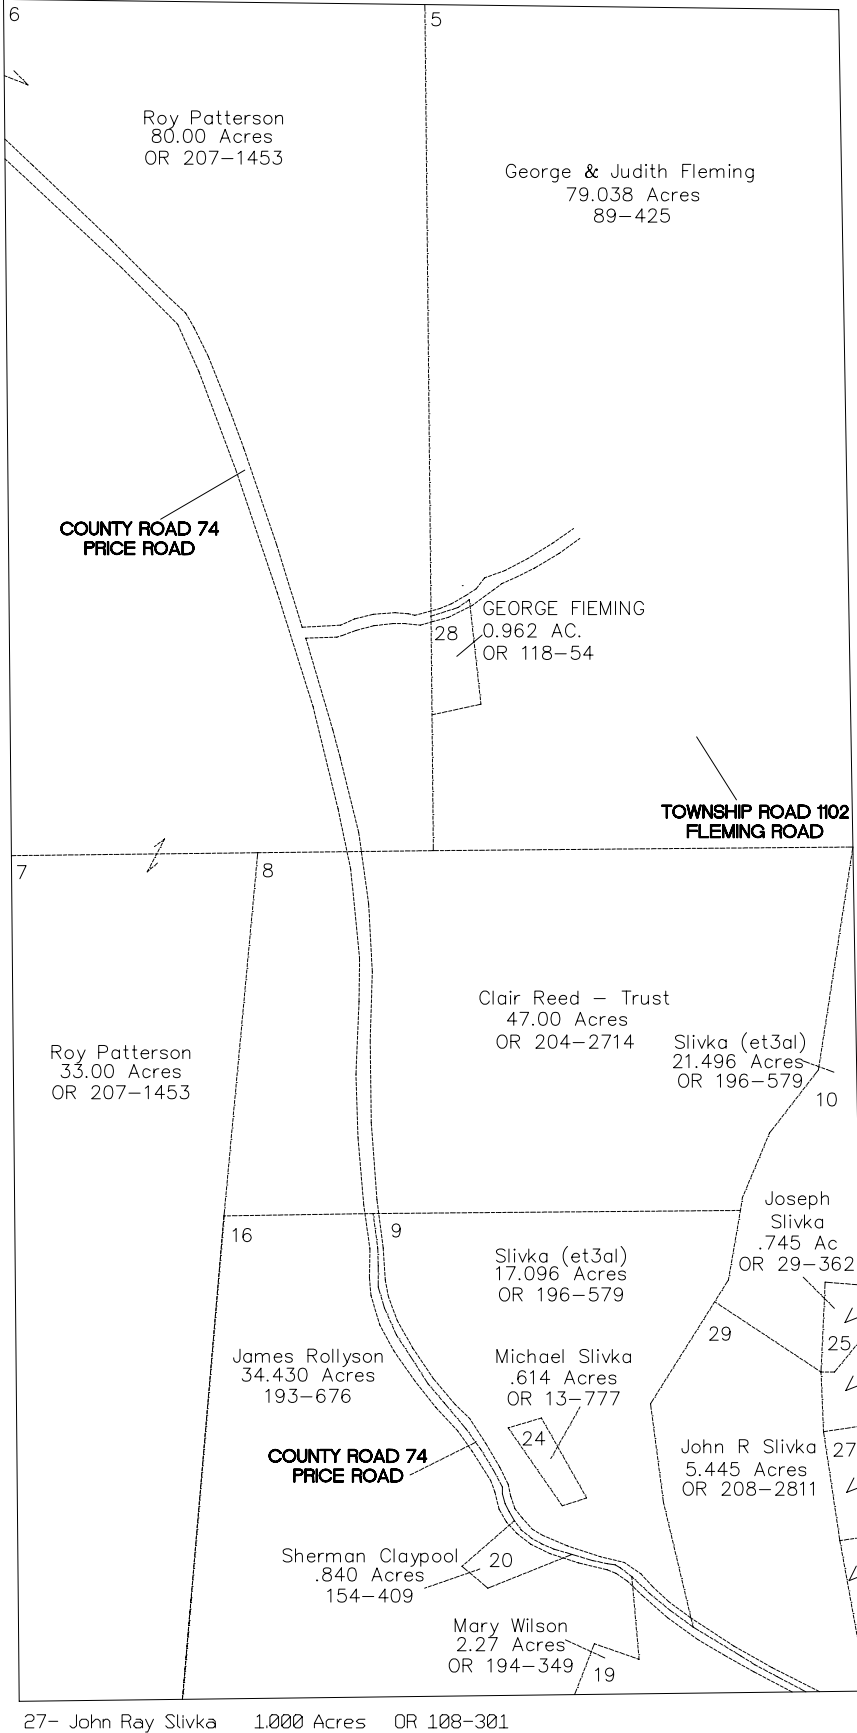 6
5
Roy Patterson
80.00 Acres
OR 207-1453
George & Judith Fleming
79.038 Acres
89-425
COUNTY ROAD 74
PRICE ROAD
28
GEORGE FlEMING
0.962 AC.
OR 118-54
TOWNSHIP ROAD 1102
FLEMING ROAD
7
8
Clair Reed - Trust
47.00 Acres
OR 204-2714
Roy Patterson
33.00 Acres
OR 207-1453
Slivka (et3al)
21.496 Acres
OR 196-579
10
16
9
Joseph
Slivka
.745 Ac
OR 29-362
Slivka (et3al)
17.096 Acres
OR 196-579
29
25
James Rollyson
34.430 Acres
193-676
Michael Slivka
.614 Acres
OR 13-777
24
COUNTY ROAD 74
PRICE ROAD
John R Slivka
5.445 Acres
OR 208-2811
27
Sherman Claypool
.840 Acres
154-409
20
Mary Wilson
2.27 Acres
OR 194-349
19
27- John Ray Slivka 1.000 Acres OR 108-301